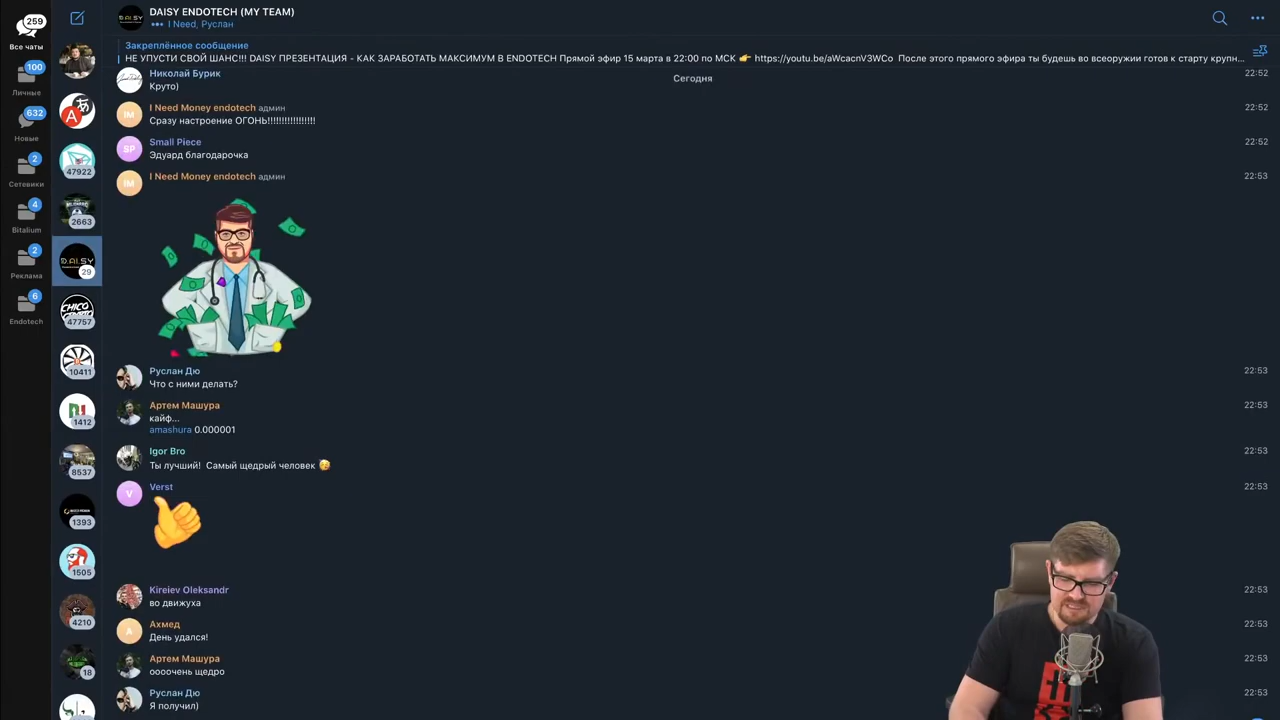 259
Все чаты
100
Личные
632
Новые
2
Сетевики
4
Bitalium
2
Реклама
6
Endotech
47922
2663
DAISY
29
CHICO
47757
10411
1412
8537
1393
1505
4210
18
DAISY
DAISY ENDOTECH (MY TEAM)
I Need, Руслан
Закреплённое сообщение
НЕ УПУСТИ СВОЙ ШАНС!!! DAISY ПРЕЗЕНТАЦИЯ - КАК ЗАРАБОТАТЬ МАКСИМУМ В ENDOTECH Прямой эфир 15 марта в 22:00 по МСК 👉 https://youtu.be/aWcacnV3WCo После этого прямого эфира ты будешь во всеоружии готов к старту крупн...
Сегодня
Николай Бурик 22:52
Круто)
IM
I Need Money endotech админ 22:52
Сразу настроение ОГОНЬ!!!!!!!!!!!!!!!!!
SP
Small Piece 22:52
Эдуард благодарочка
IM
I Need Money endotech админ 22:53
Руслан Дю 22:53
Что с ними делать?
Артем Машура 22:53
кайф...
amashura 0.000001
Igor Bro 22:53
Ты лучший! Самый щедрый человек 🥳
V
Verst 22:53
Kireiev Oleksandr 22:53
во движуха
А
Ахмед 22:53
День удался!
Артем Машура 22:53
оооочень щедро
Руслан Дю 22:53
Я получил)